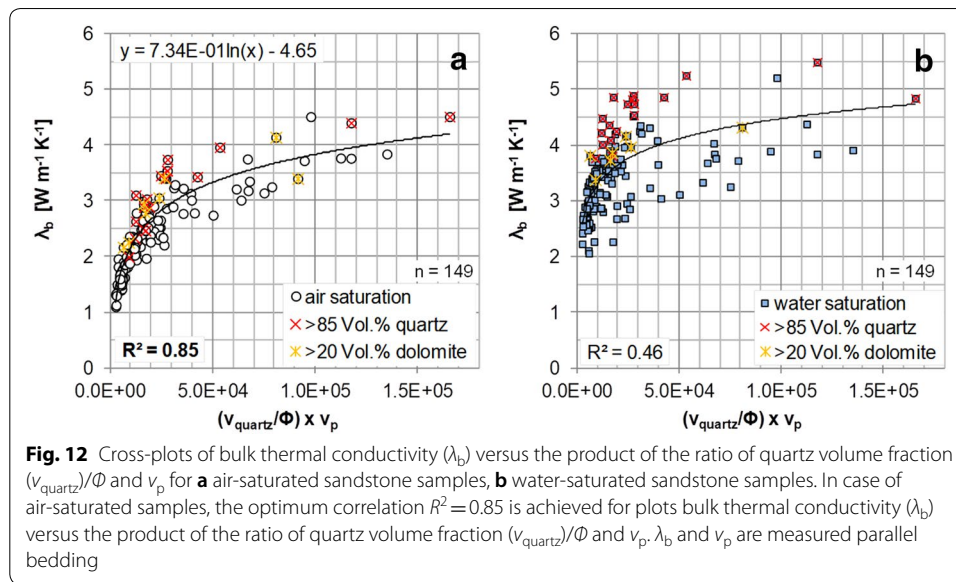 y = 7.34E-01ln(x) - 4.65
a
λb [W m-1 K-1]
6
5
4
3
2
1
0
n = 149
air saturation
>85 Vol.% quartz
>20 Vol.% dolomite
R² = 0.85
0.0E+00 5.0E+04 1.0E+05 1.5E+05
(vquartz/Φ) x vp
b
λb [W m-1 K-1]
6
5
4
3
2
1
0
n = 149
water saturation
>85 Vol.% quartz
>20 Vol.% dolomite
R² = 0.46
0.0E+00 5.0E+04 1.0E+05 1.5E+05
(vquartz/Φ) x vp
Fig. 12 Cross-plots of bulk thermal conductivity (λb) versus the product of the ratio of quartz volume fraction
(vquartz)/Φ and vp for a air-saturated sandstone samples, b water-saturated sandstone samples. In case of
air-saturated samples, the optimum correlation R² = 0.85 is achieved for plots bulk thermal conductivity (λb)
versus the product of the ratio of quartz volume fraction (vquartz)/Φ and vp. λb and vp are measured parallel
bedding